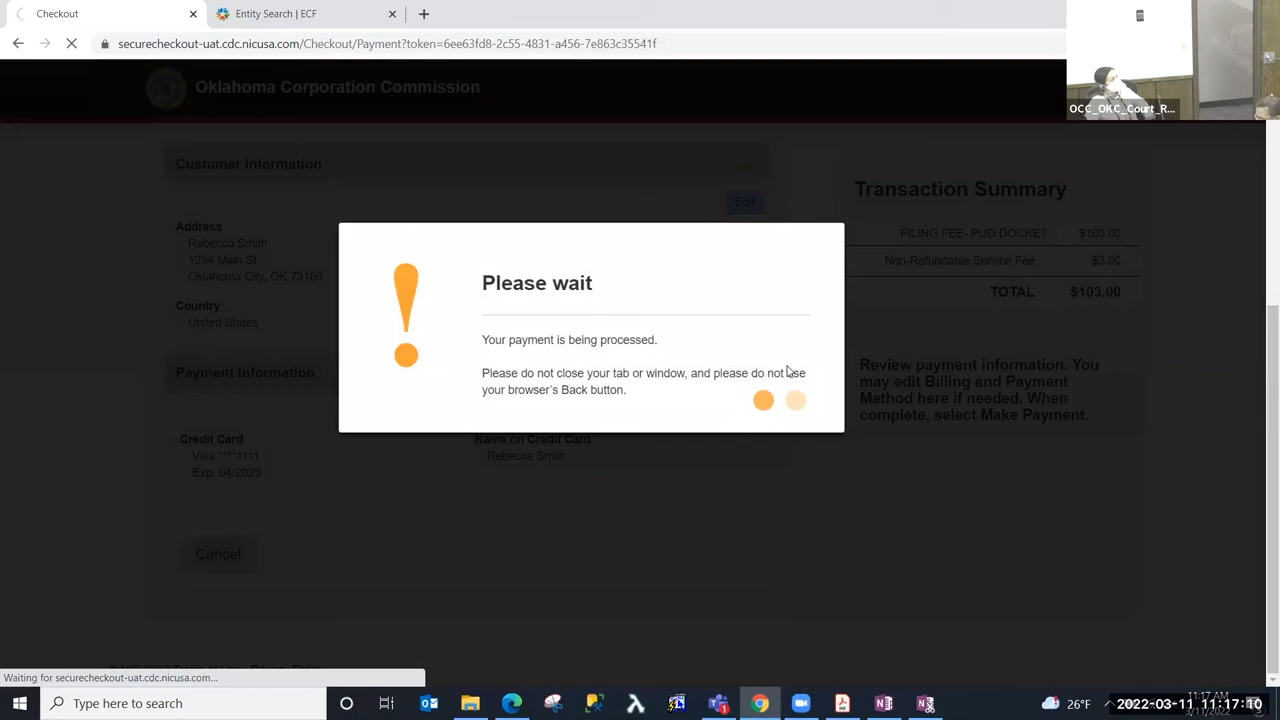 Checkout
Entity Search | ECF
securecheckout-uat.cdc.nicusa.com/Checkout/Payment?token=6ee63fd8-2c55-4831-a456-7e863c35541f
OCC_OKC_Court_R...
Oklahoma Corporation Commission
Customer Information
Edit
Address
Rebecca Smith
1234 Main St
Oklahoma City, OK 73160
Country
United States
Payment Information
Credit Card
Visa ****1111
Exp. 04/2023
Name on Credit Card
Rebecca Smith
Cancel
Please wait
Your payment is being processed.
Please do not close your tab or window, and please do not use
your browser's Back button.
Transaction Summary
FILING FEE- PUD DOCKET $100.00
Non-Refundable Service Fee $3.00
TOTAL $103.00
Review payment information. You
may edit Billing and Payment
Method here if needed. When
complete, select Make Payment.
Waiting for securecheckout-uat.cdc.nicusa.com...
Type here to search
26°F
11:17 AM
2022-03-11 11:17:10
3/11/2022